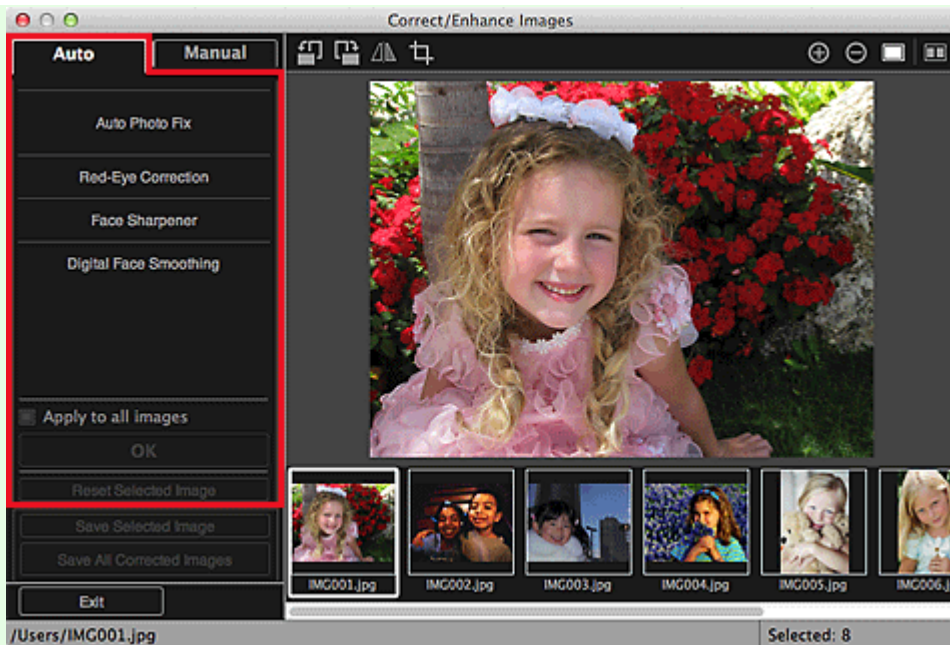 Correct/Enhance Images
Auto
Manual
Auto Photo Fix
Red-Eye Correction
Face Sharpener
Digital Face Smoothing
Apply to all images
OK
Reset Selected Image
Save Selected Image
Save All Corrected Images
Exit
IMG001.jpg
IMG002.jpg
IMG003.jpg
IMG004.jpg
IMG005.jpg
IMG006.j
/Users/IMG001.jpg
Selected: 8